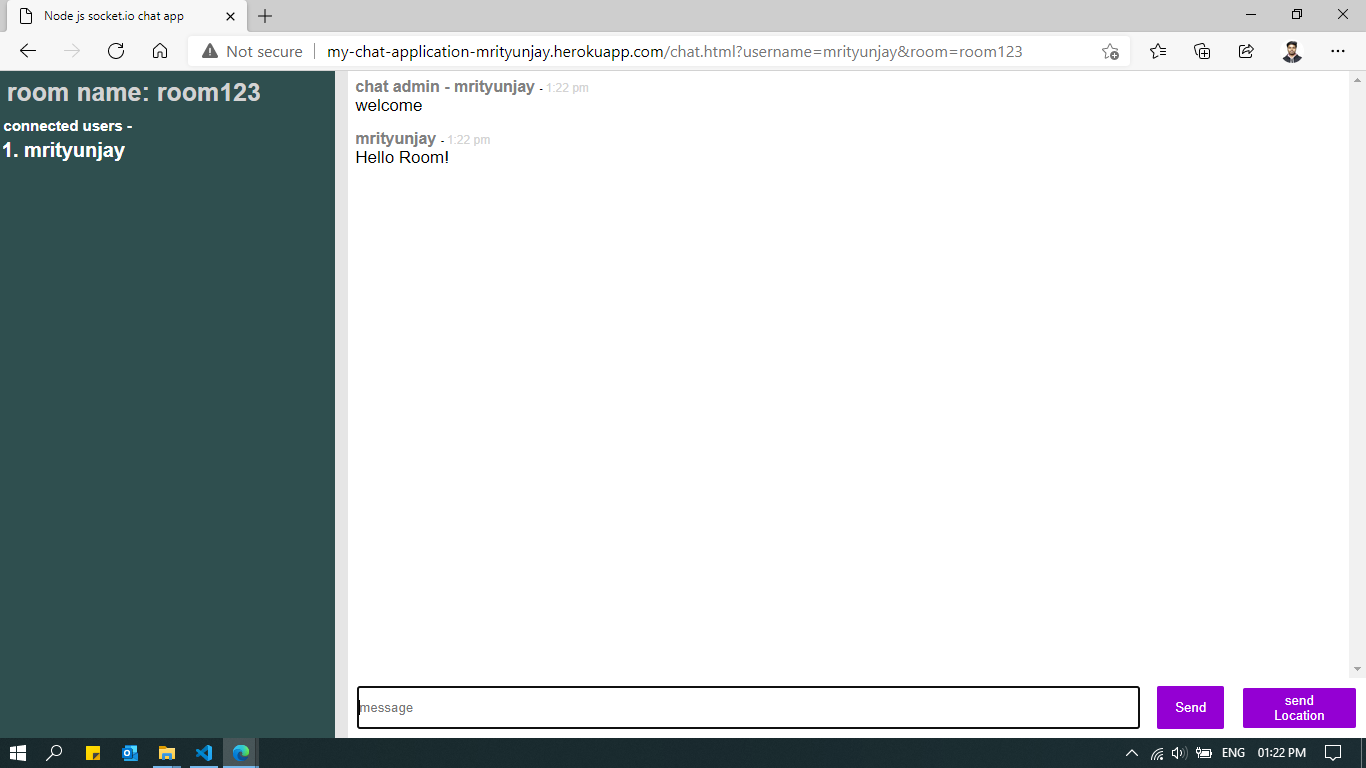 Node js socket.io chat app
Not secure
my-chat-application-mrityunjay.herokuapp.com/chat.html?username=mrityunjay&room=room123
room name: room123
connected users -
1. mrityunjay
chat admin - mrityunjay - 1:22 pm
welcome
mrityunjay - 1:22 pm
Hello Room!
message
Send
send
Location
ENG
01:22 PM